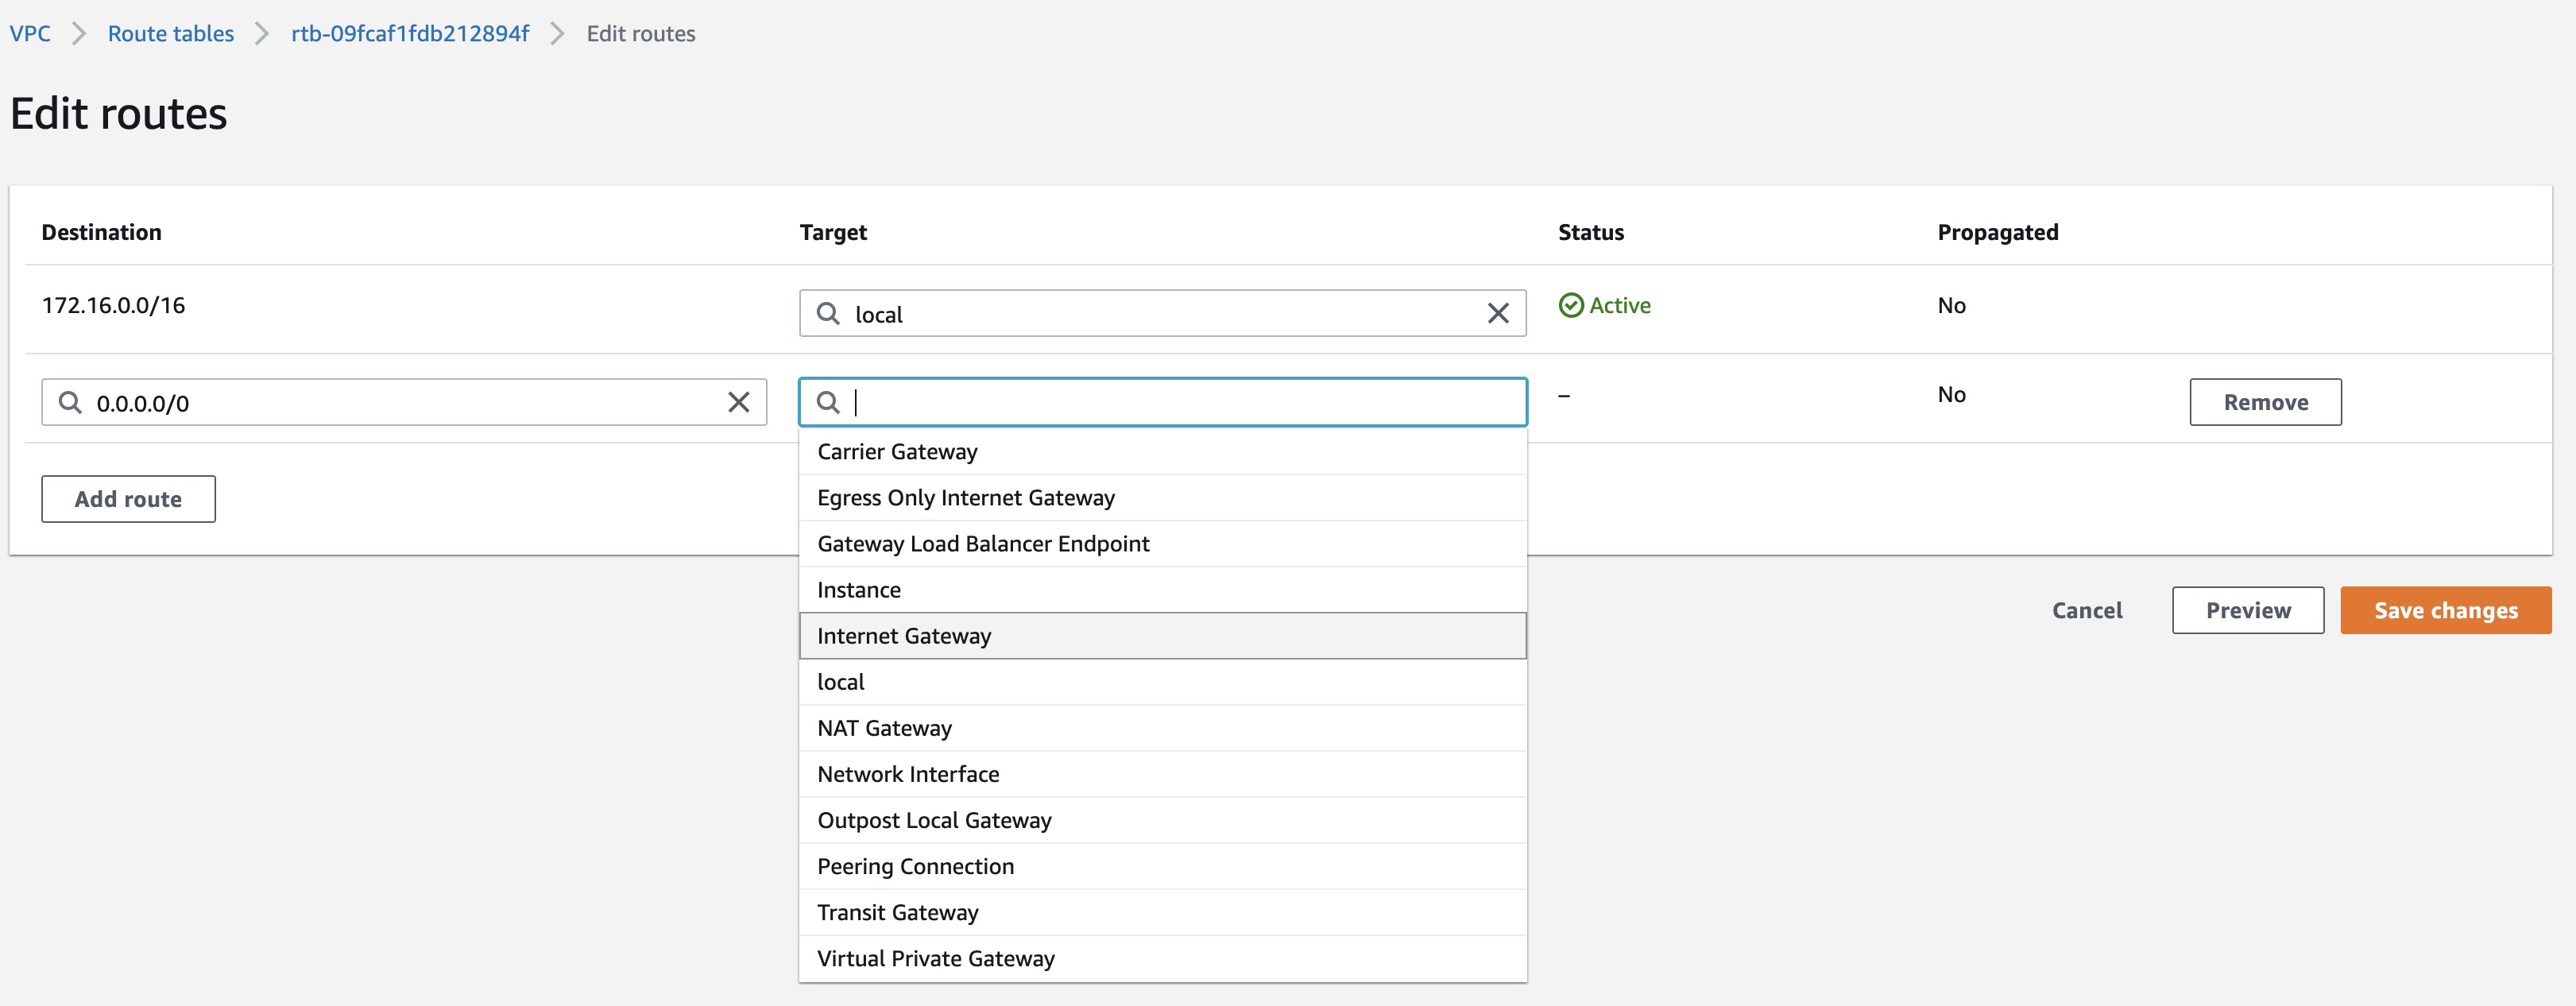 VPC Route tables rtb-09fcaf1fdb212894f Edit routes
Edit routes
Destination Target Status Propagated
172.16.0.0/16 local Active No
0.0.0.0/0 – No Remove
Carrier Gateway
Egress Only Internet Gateway
Add route
Gateway Load Balancer Endpoint
Instance
Internet Gateway
local
NAT Gateway
Network Interface
Outpost Local Gateway
Peering Connection
Transit Gateway
Virtual Private Gateway
Cancel Preview Save changes